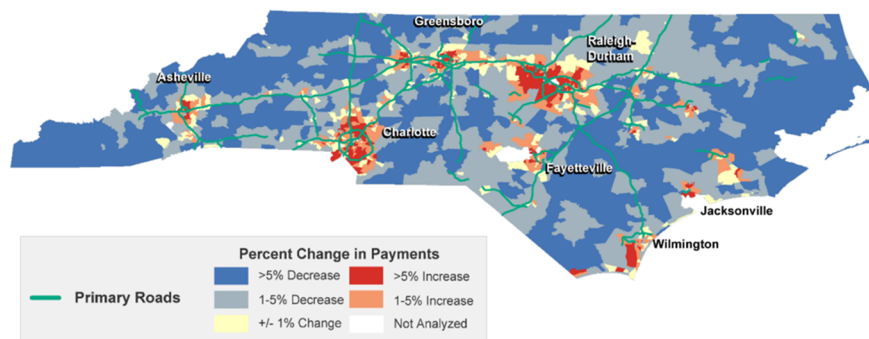 Greensboro
Raleigh-
Durham
Asheville
Charlotte
Fayetteville
Jacksonville
Wilmington
Percent Change in Payments
Primary Roads
>5% Decrease
>5% Increase
1-5% Decrease
1-5% Increase
+/- 1% Change
Not Analyzed